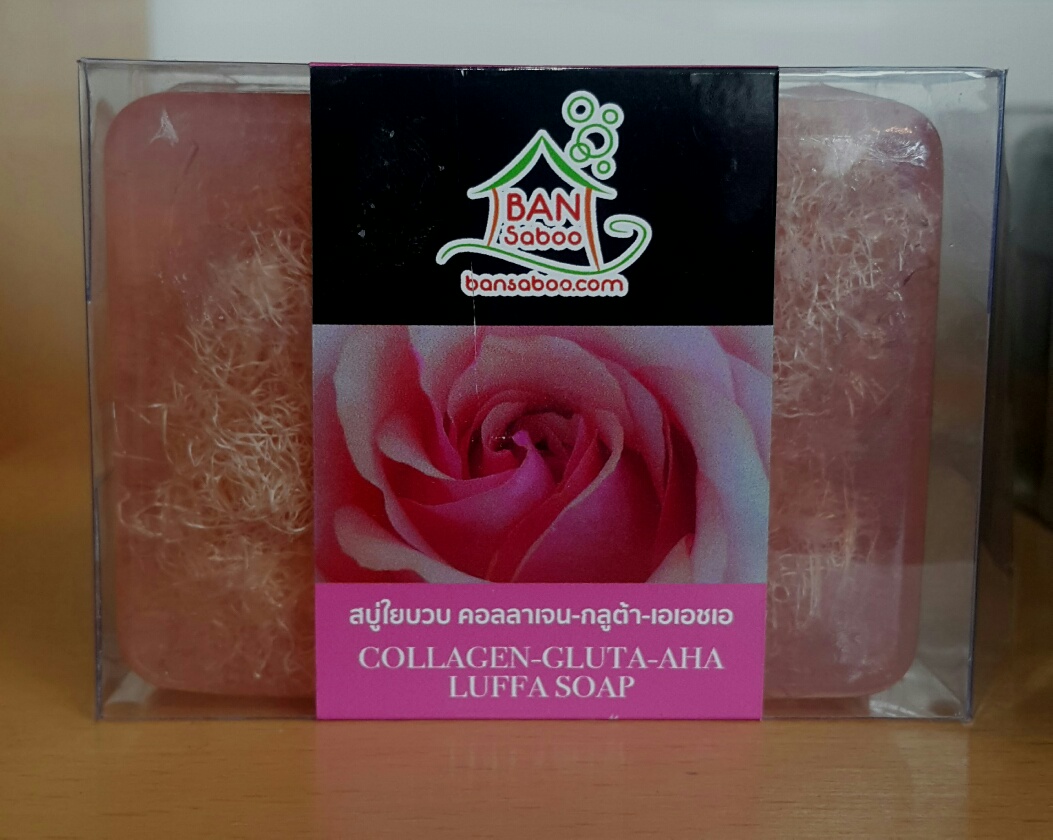 BAN
Saboo
bansaboo.com
สบู่ใยบวบ คอลลาเจน-กลูต้า-เอเอชเอ
COLLAGEN-GLUTA-AHA
LUFFA SOAP